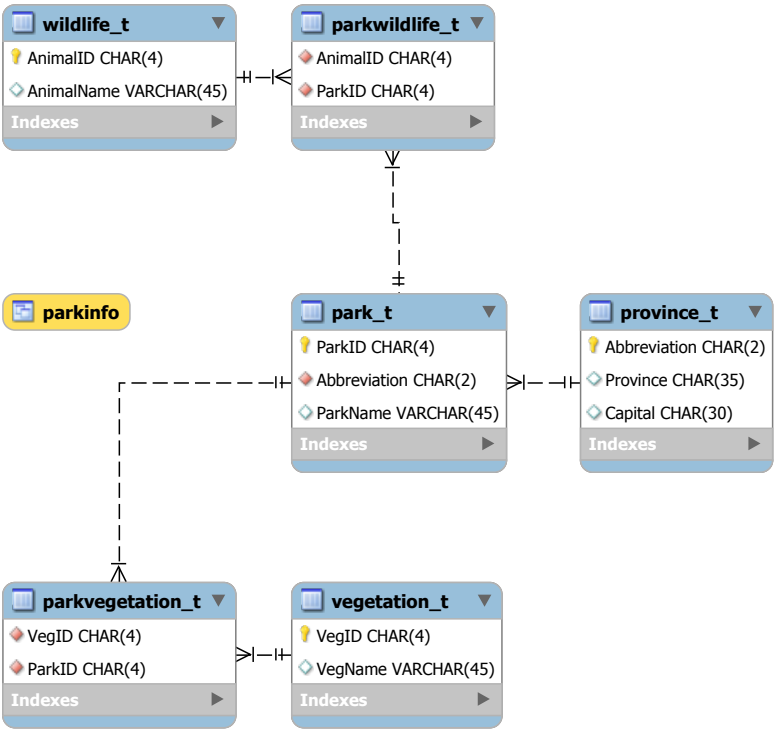 wildlife_t
AnimalID CHAR(4)
AnimalName VARCHAR(45)
Indexes
parkwildlife_t
AnimalID CHAR(4)
ParkID CHAR(4)
Indexes
parkinfo
park_t
ParkID CHAR(4)
Abbreviation CHAR(2)
ParkName VARCHAR(45)
Indexes
province_t
Abbreviation CHAR(2)
Province CHAR(35)
Capital CHAR(30)
Indexes
parkvegetation_t
VegID CHAR(4)
ParkID CHAR(4)
Indexes
vegetation_t
VegID CHAR(4)
VegName VARCHAR(45)
Indexes